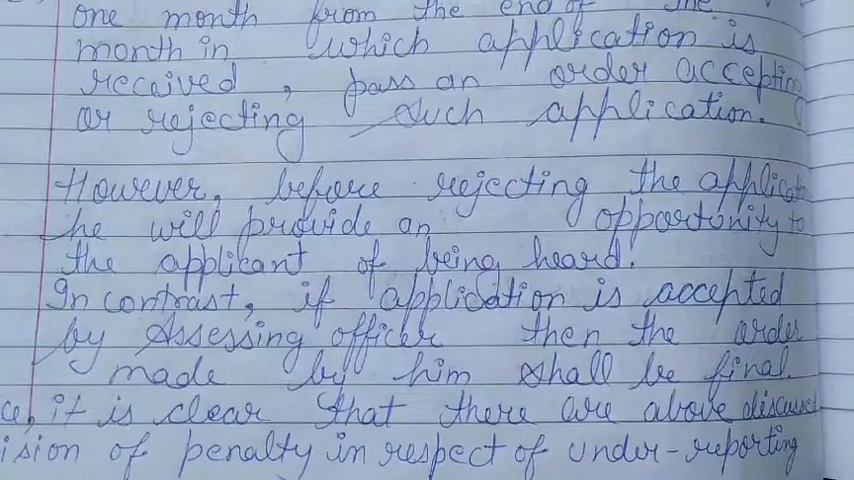 one month from the end of the
month in which application is
received, pass an order accepting
or rejecting such application.
However, before rejecting the
he will provide an opportunity to
the applicant of being heard.
In contrast, if application is accepted
by Assessing officer then the order
made by him shall be final.
it is clear that there are above discussed
of penalty in respect of under-reporting